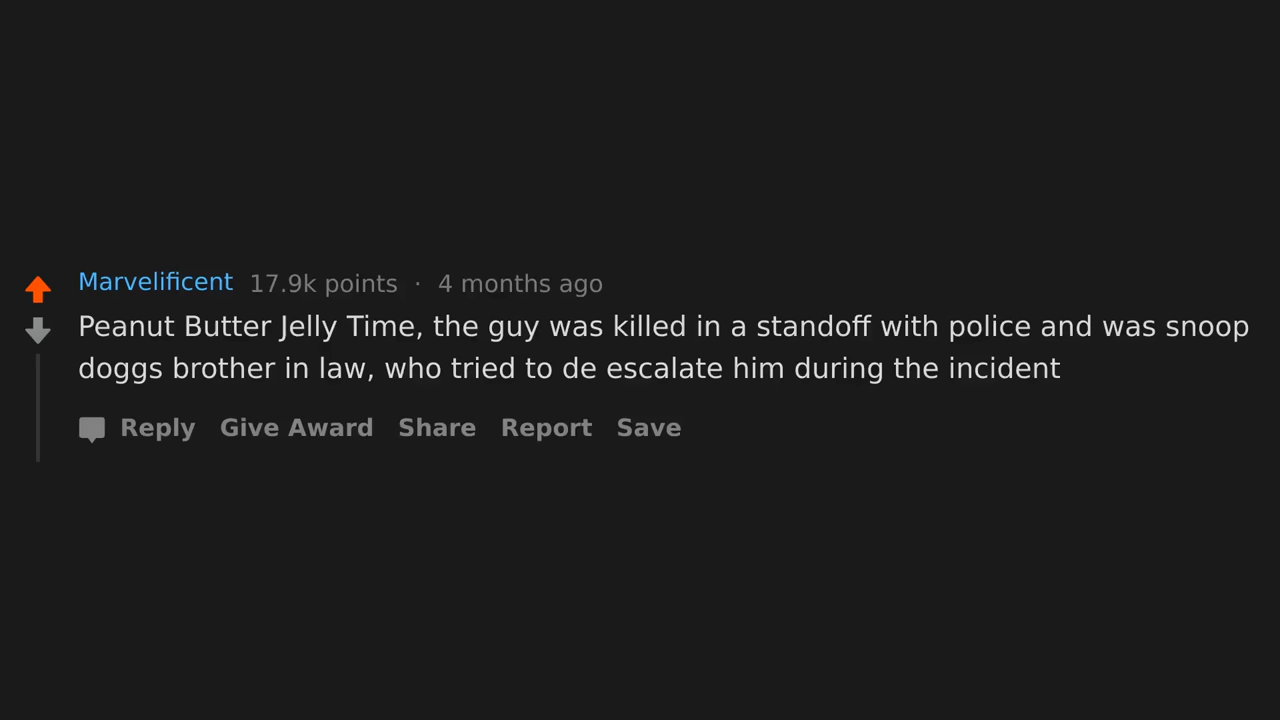 Marvelificent 17.9k points · 4 months ago
Peanut Butter Jelly Time, the guy was killed in a standoff with police and was snoop
doggs brother in law, who tried to de escalate him during the incident
Reply Give Award Share Report Save